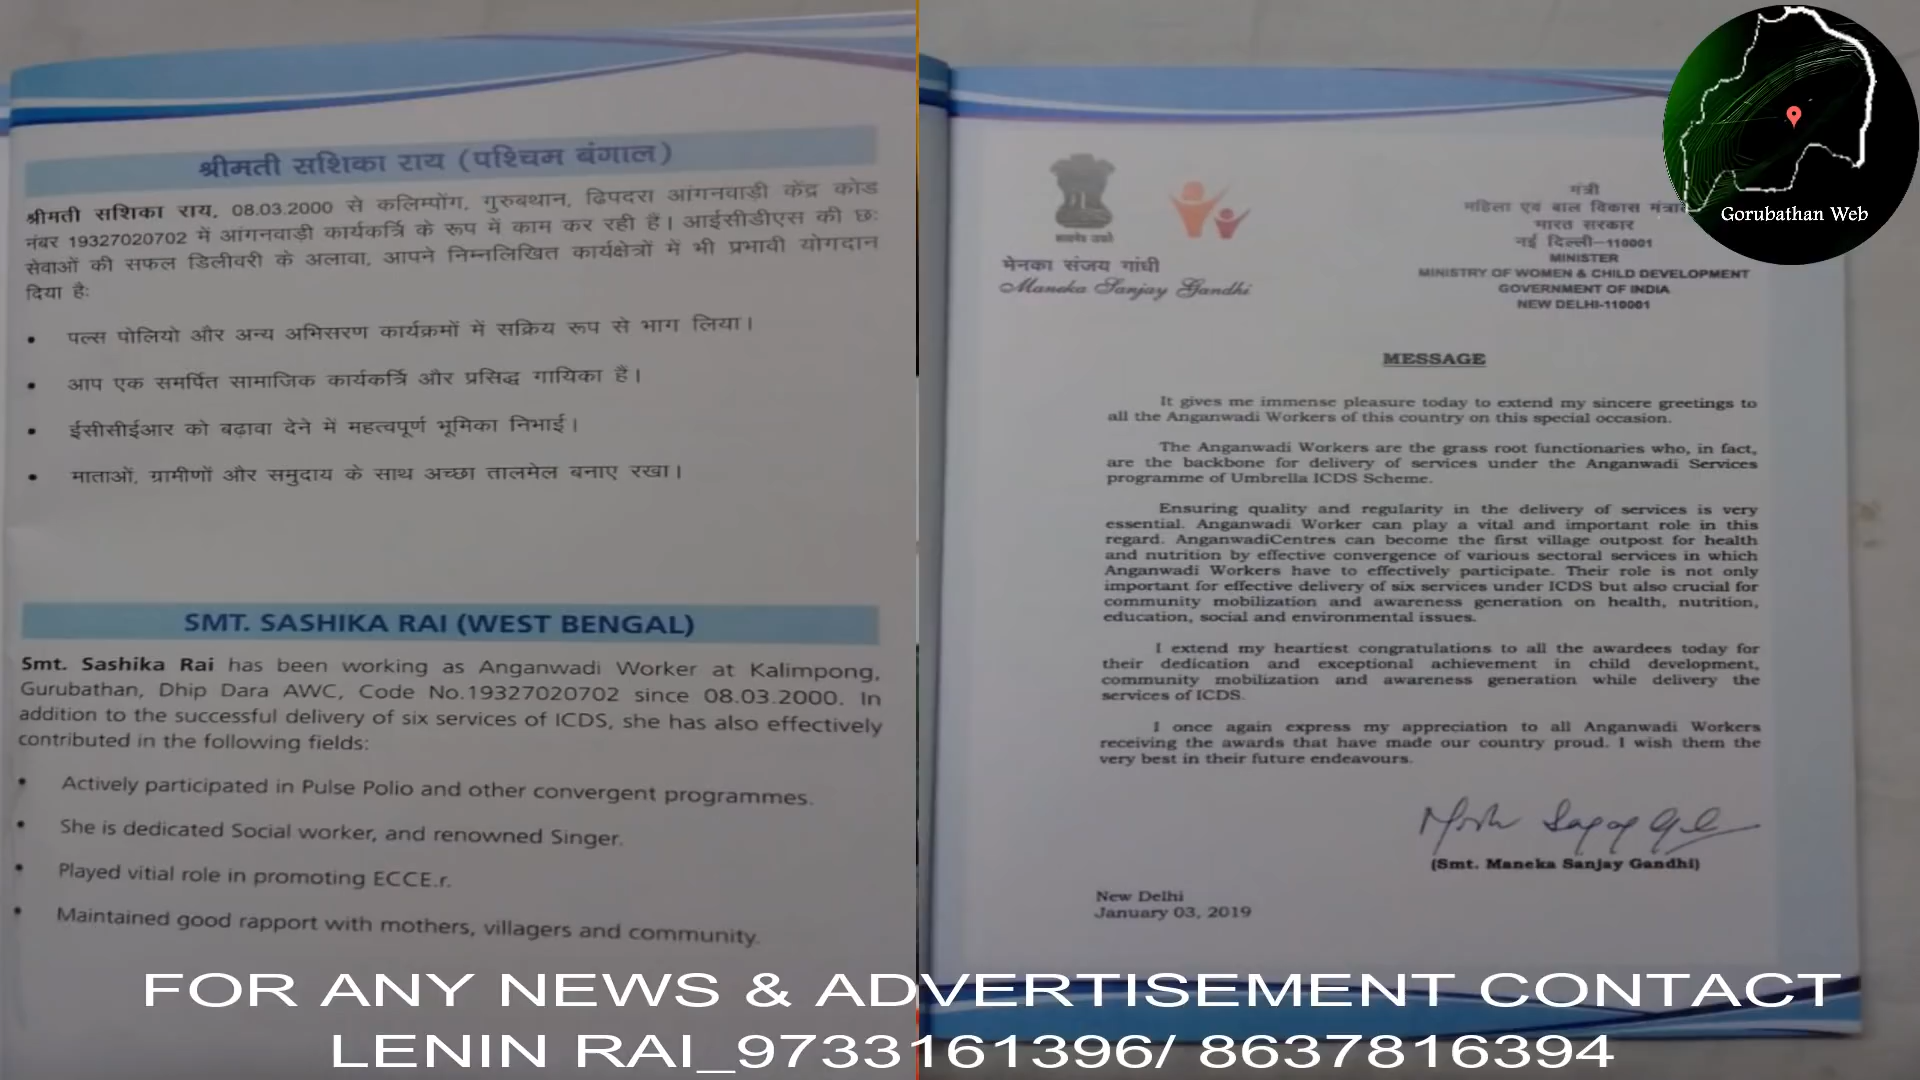 श्रीमती सशिका राय (पश्चिम बंगाल)
श्रीमती सशिका राय, 08.03.2000 से कलिम्पोंग, गुरुबथान, ढिपदरा आंगनवाड़ी केंद्र कोड
नंबर 19327020702 में आंगनवाड़ी कार्यकर्त्रि के रूप में काम कर रही हैं। आईसीडीएस की छः
सेवाओं की सफल डिलीवरी के अलावा, आपने निम्नलिखित कार्यक्षेत्रों में भी प्रभावी योगदान
दिया हैः
• पल्स पोलियो और अन्य अभिसरण कार्यक्रमों में सक्रिय रूप से भाग लिया।
• आप एक समर्पित सामाजिक कार्यकर्त्रि और प्रसिद्ध गायिका हैं।
• ईसीसीईआर को बढ़ावा देने में महत्वपूर्ण भूमिका निभाई।
• माताओं, ग्रामीणों और समुदाय के साथ अच्छा तालमेल बनाए रखा।
SMT. SASHIKA RAI (WEST BENGAL)
Smt. Sashika Rai has been working as Anganwadi Worker at Kalimpong,
Gurubathan, Dhip Dara AWC, Code No.19327020702 since 08.03.2000. In
addition to the successful delivery of six services of ICDS, she has also effectively
contributed in the following fields:
• Actively participated in Pulse Polio and other convergent programmes.
• She is dedicated Social worker, and renowned Singer.
• Played vitial role in promoting ECCE.r.
• Maintained good rapport with mothers, villagers and community.
सत्यमेव जयते
मेनका संजय गांधी
Maneka Sanjay Gandhi
मंत्री
महिला एवं बाल विकास
भारत सरकार
नई दिल्ली-110001
MINISTER
MINISTRY OF WOMEN & CHILD DEVELOPMENT
GOVERNMENT OF INDIA
NEW DELHI-110001
Gorubathan Web
MESSAGE
It gives me immense pleasure today to extend my sincere greetings to
all the Anganwadi Workers of this country on this special occasion.
The Anganwadi Workers are the grass root functionaries who, in fact,
are the backbone for delivery of services under the Anganwadi Services
programme of Umbrella ICDS Scheme.
Ensuring quality and regularity in the delivery of services is very
essential. Anganwadi Worker can play a vital and important role in this
regard. AnganwadiCentres can become the first village outpost for health
and nutrition by effective convergence of various sectoral services in which
Anganwadi Workers have to effectively participate. Their role is not only
important for effective delivery of six services under ICDS but also crucial for
community mobilization and awareness generation on health, nutrition,
education, social and environmental issues.
I extend my heartiest congratulations to all the awardees today for
their dedication and exceptional achievement in child development,
community mobilization and awareness generation while delivery the
services of ICDS.
I once again express my appreciation to all Anganwadi Workers
receiving the awards that have made our country proud. I wish them the
very best in their future endeavours.
(Smt. Maneka Sanjay Gandhi)
New Delhi
January 03, 2019
FOR ANY NEWS & ADVERTISEMENT CONTACT
LENIN RAI_9733161396/ 8637816394